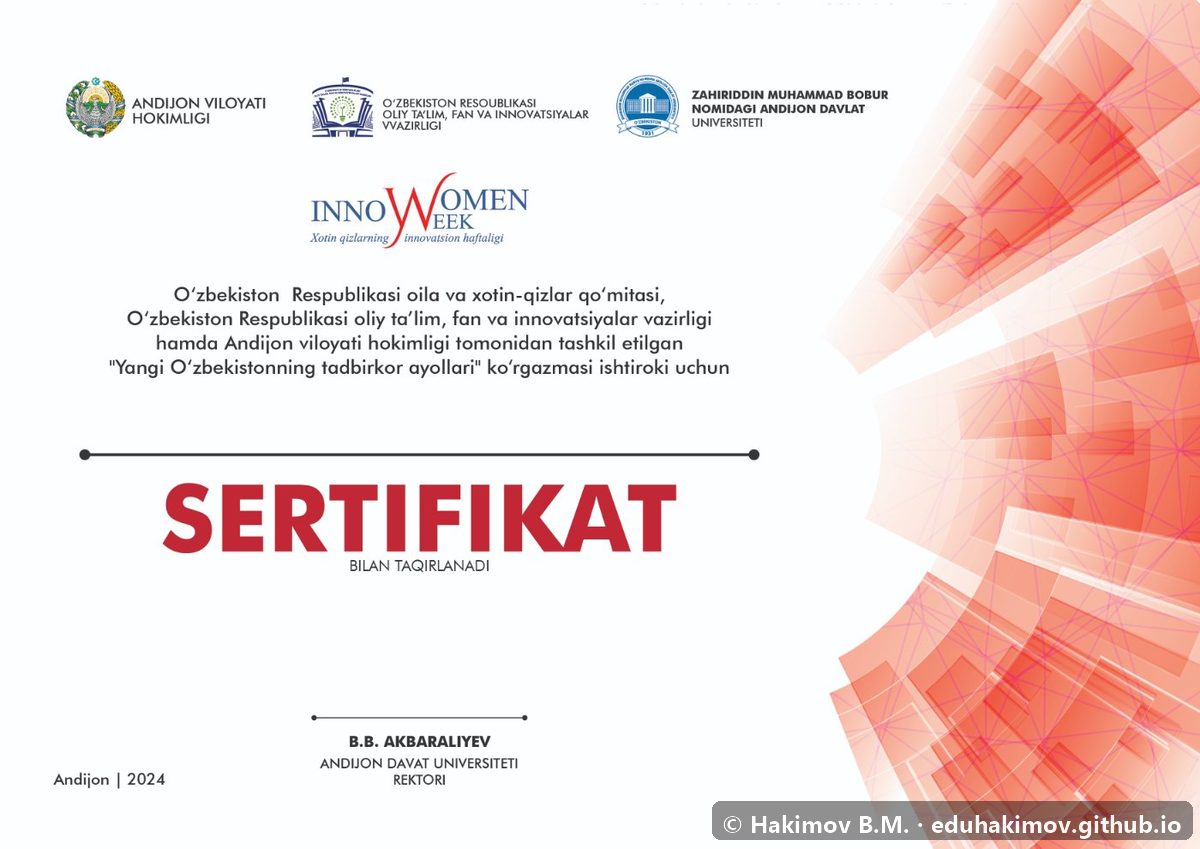 ANDIJON VILOYATI
HOKIMLIGI
O‘ZBEKISTON RESOUBLIKASI
OLIY TA’LIM, FAN VA INNOVATSIYALAR
VVAZIRLIGI
ZAHIRIDDIN MUHAMMAD BOBUR
NOMIDAGI ANDIJON DAVLAT
UNIVERSITETI
INNO WOMEN
WEEK
Xotin qizlarning innovatsion haftaligi
O‘zbekiston Respublikasi oila va xotin-qizlar qo‘mitasi,
O‘zbekiston Respublikasi oliy ta’lim, fan va innovatsiyalar vazirligi
hamda Andijon viloyati hokimligi tomonidan tashkil etilgan
"Yangi O‘zbekistonning tadbirkor ayollari" ko‘rgazmasi ishtiroki uchun
SERTIFIKAT
BILAN TAQIRLANADI
B.B. AKBARALIYEV
ANDIJON DAVAT UNIVERSITETI
REKTORI
Andijon | 2024
© Hakimov B.M. · eduhakimov.github.io